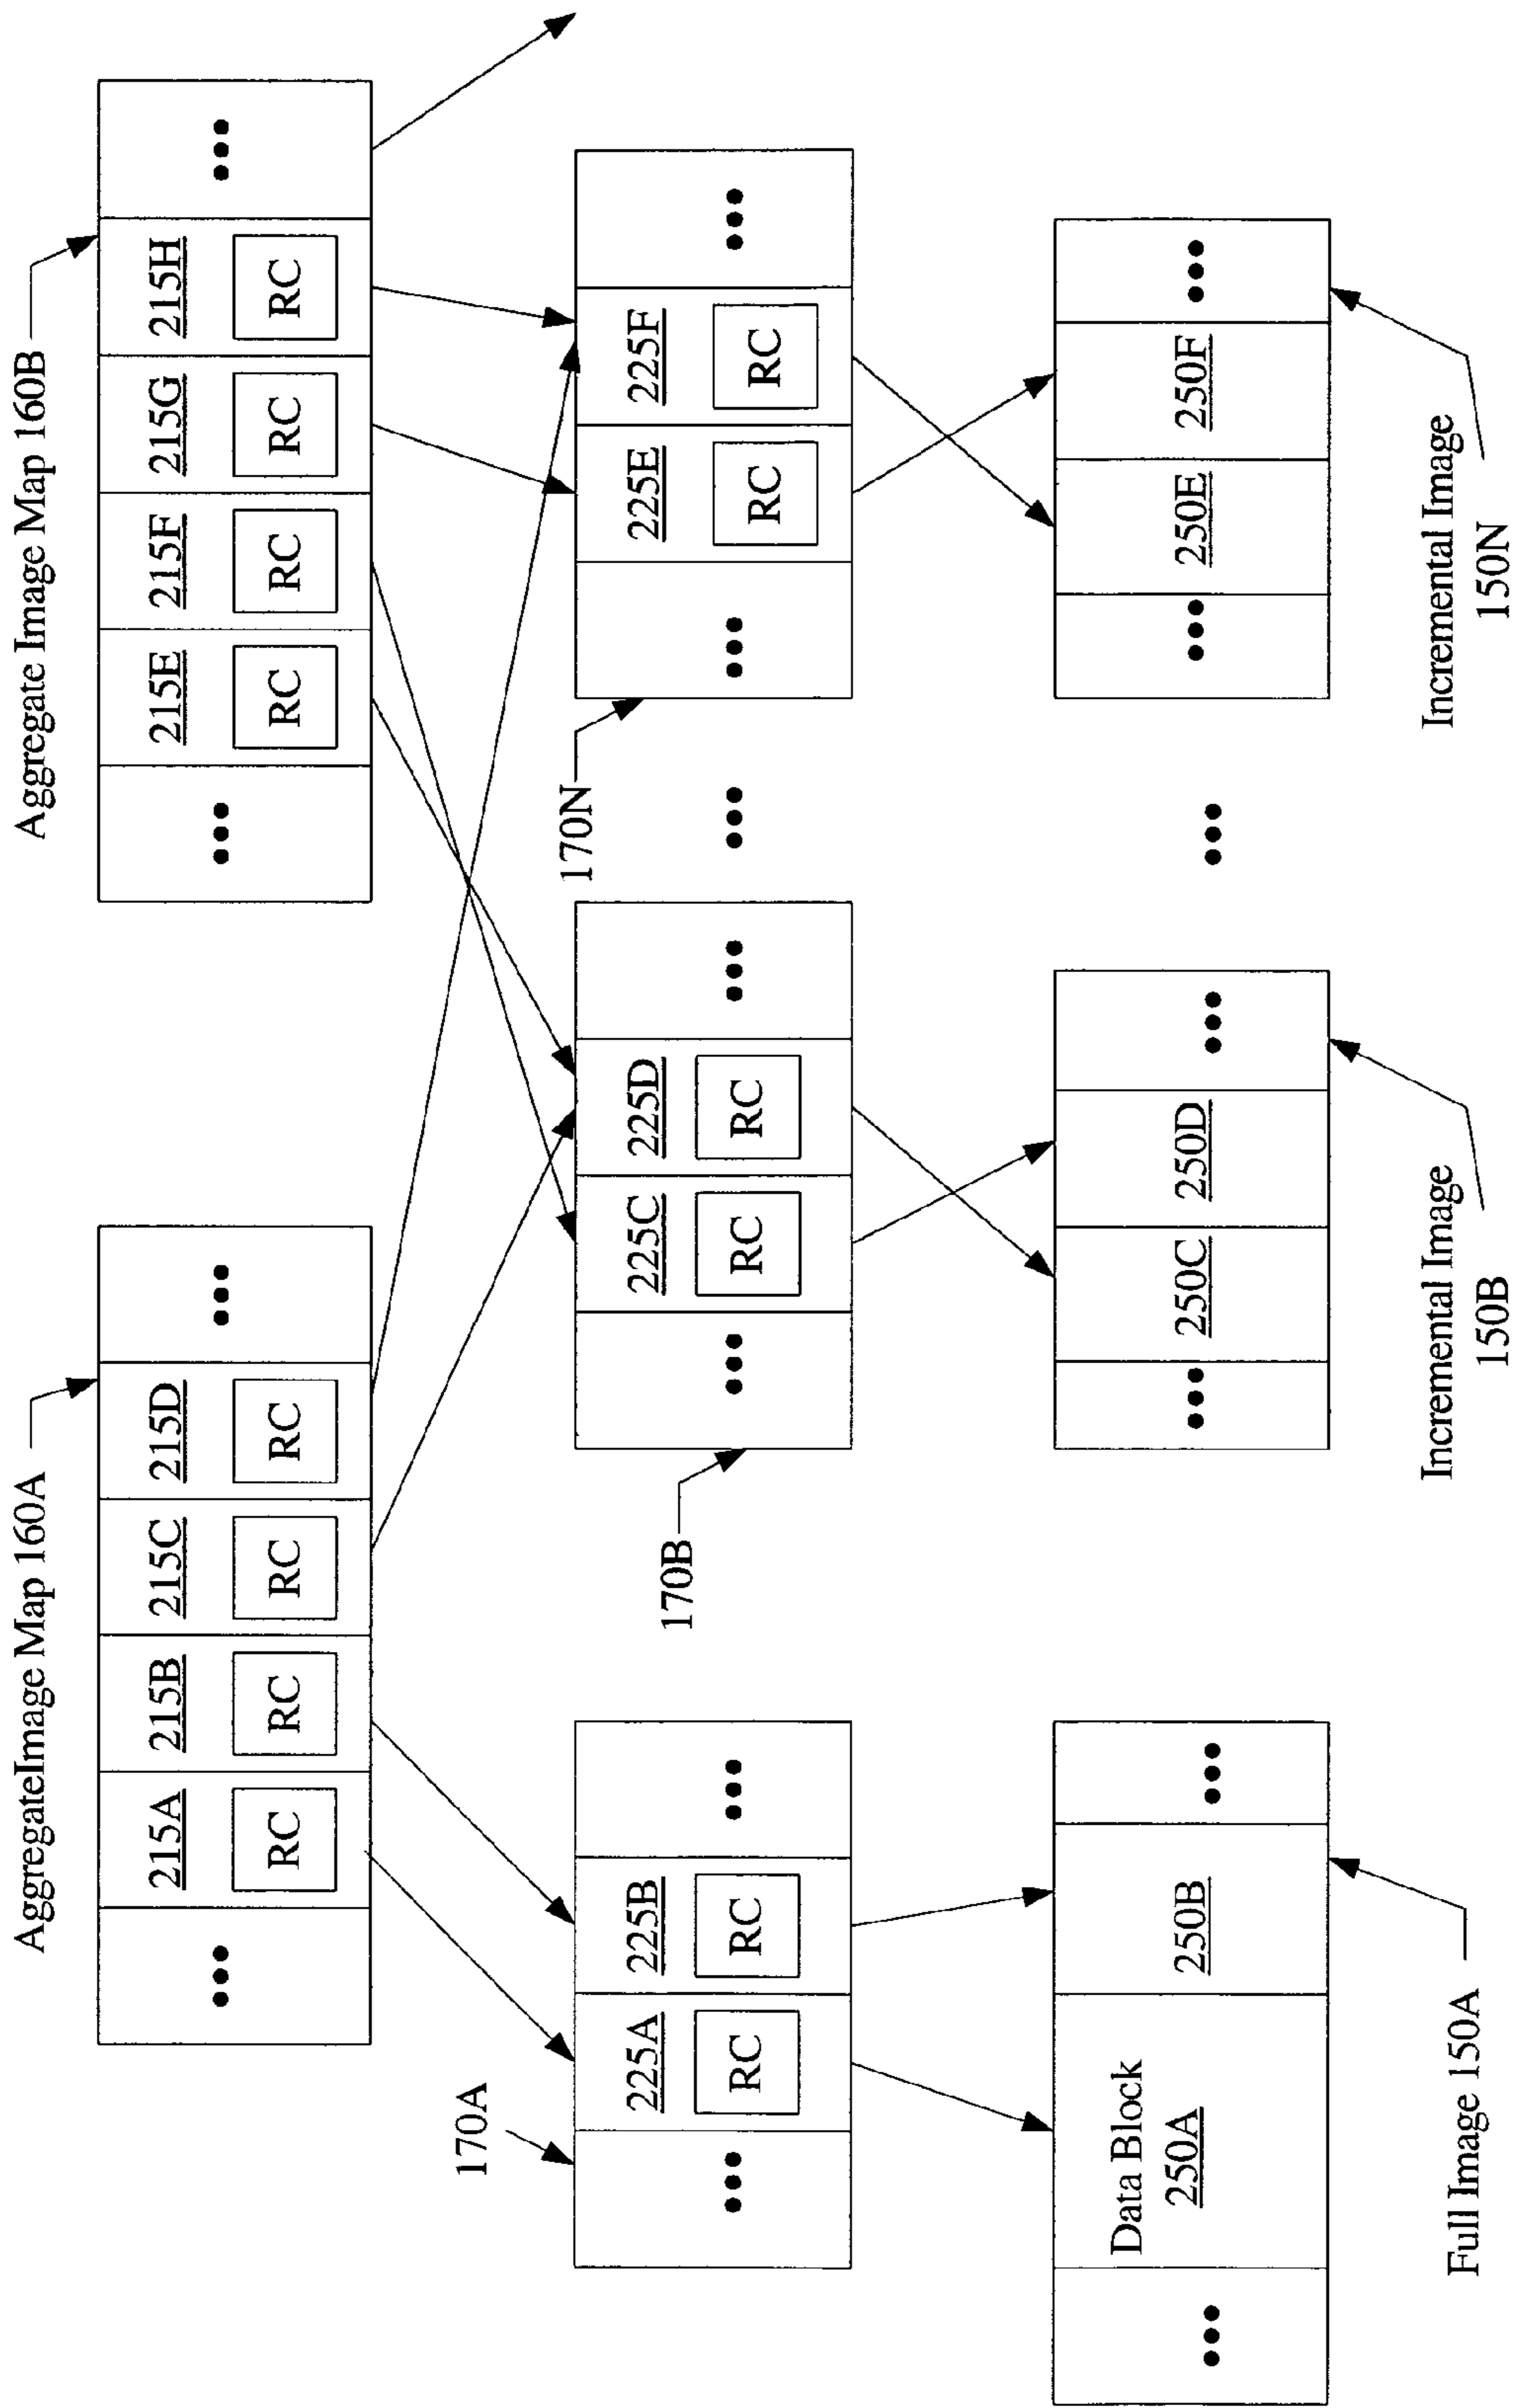 AggregateImage Map 160A
Aggregate Image Map 160B
••• 215A 215B 215C 215D •••
RC RC RC RC
••• 215E 215F 215G 215H •••
RC RC RC RC
170A
170B
170N
••• 225A 225B •••
RC RC
••• 225C 225D •••
RC RC
•••
••• 225E 225F •••
RC RC
••• Data Block 250B •••
250A
••• 250C 250D •••
•••
••• 250E 250F •••
Full Image 150A
Incremental Image
150B
Incremental Image
150N